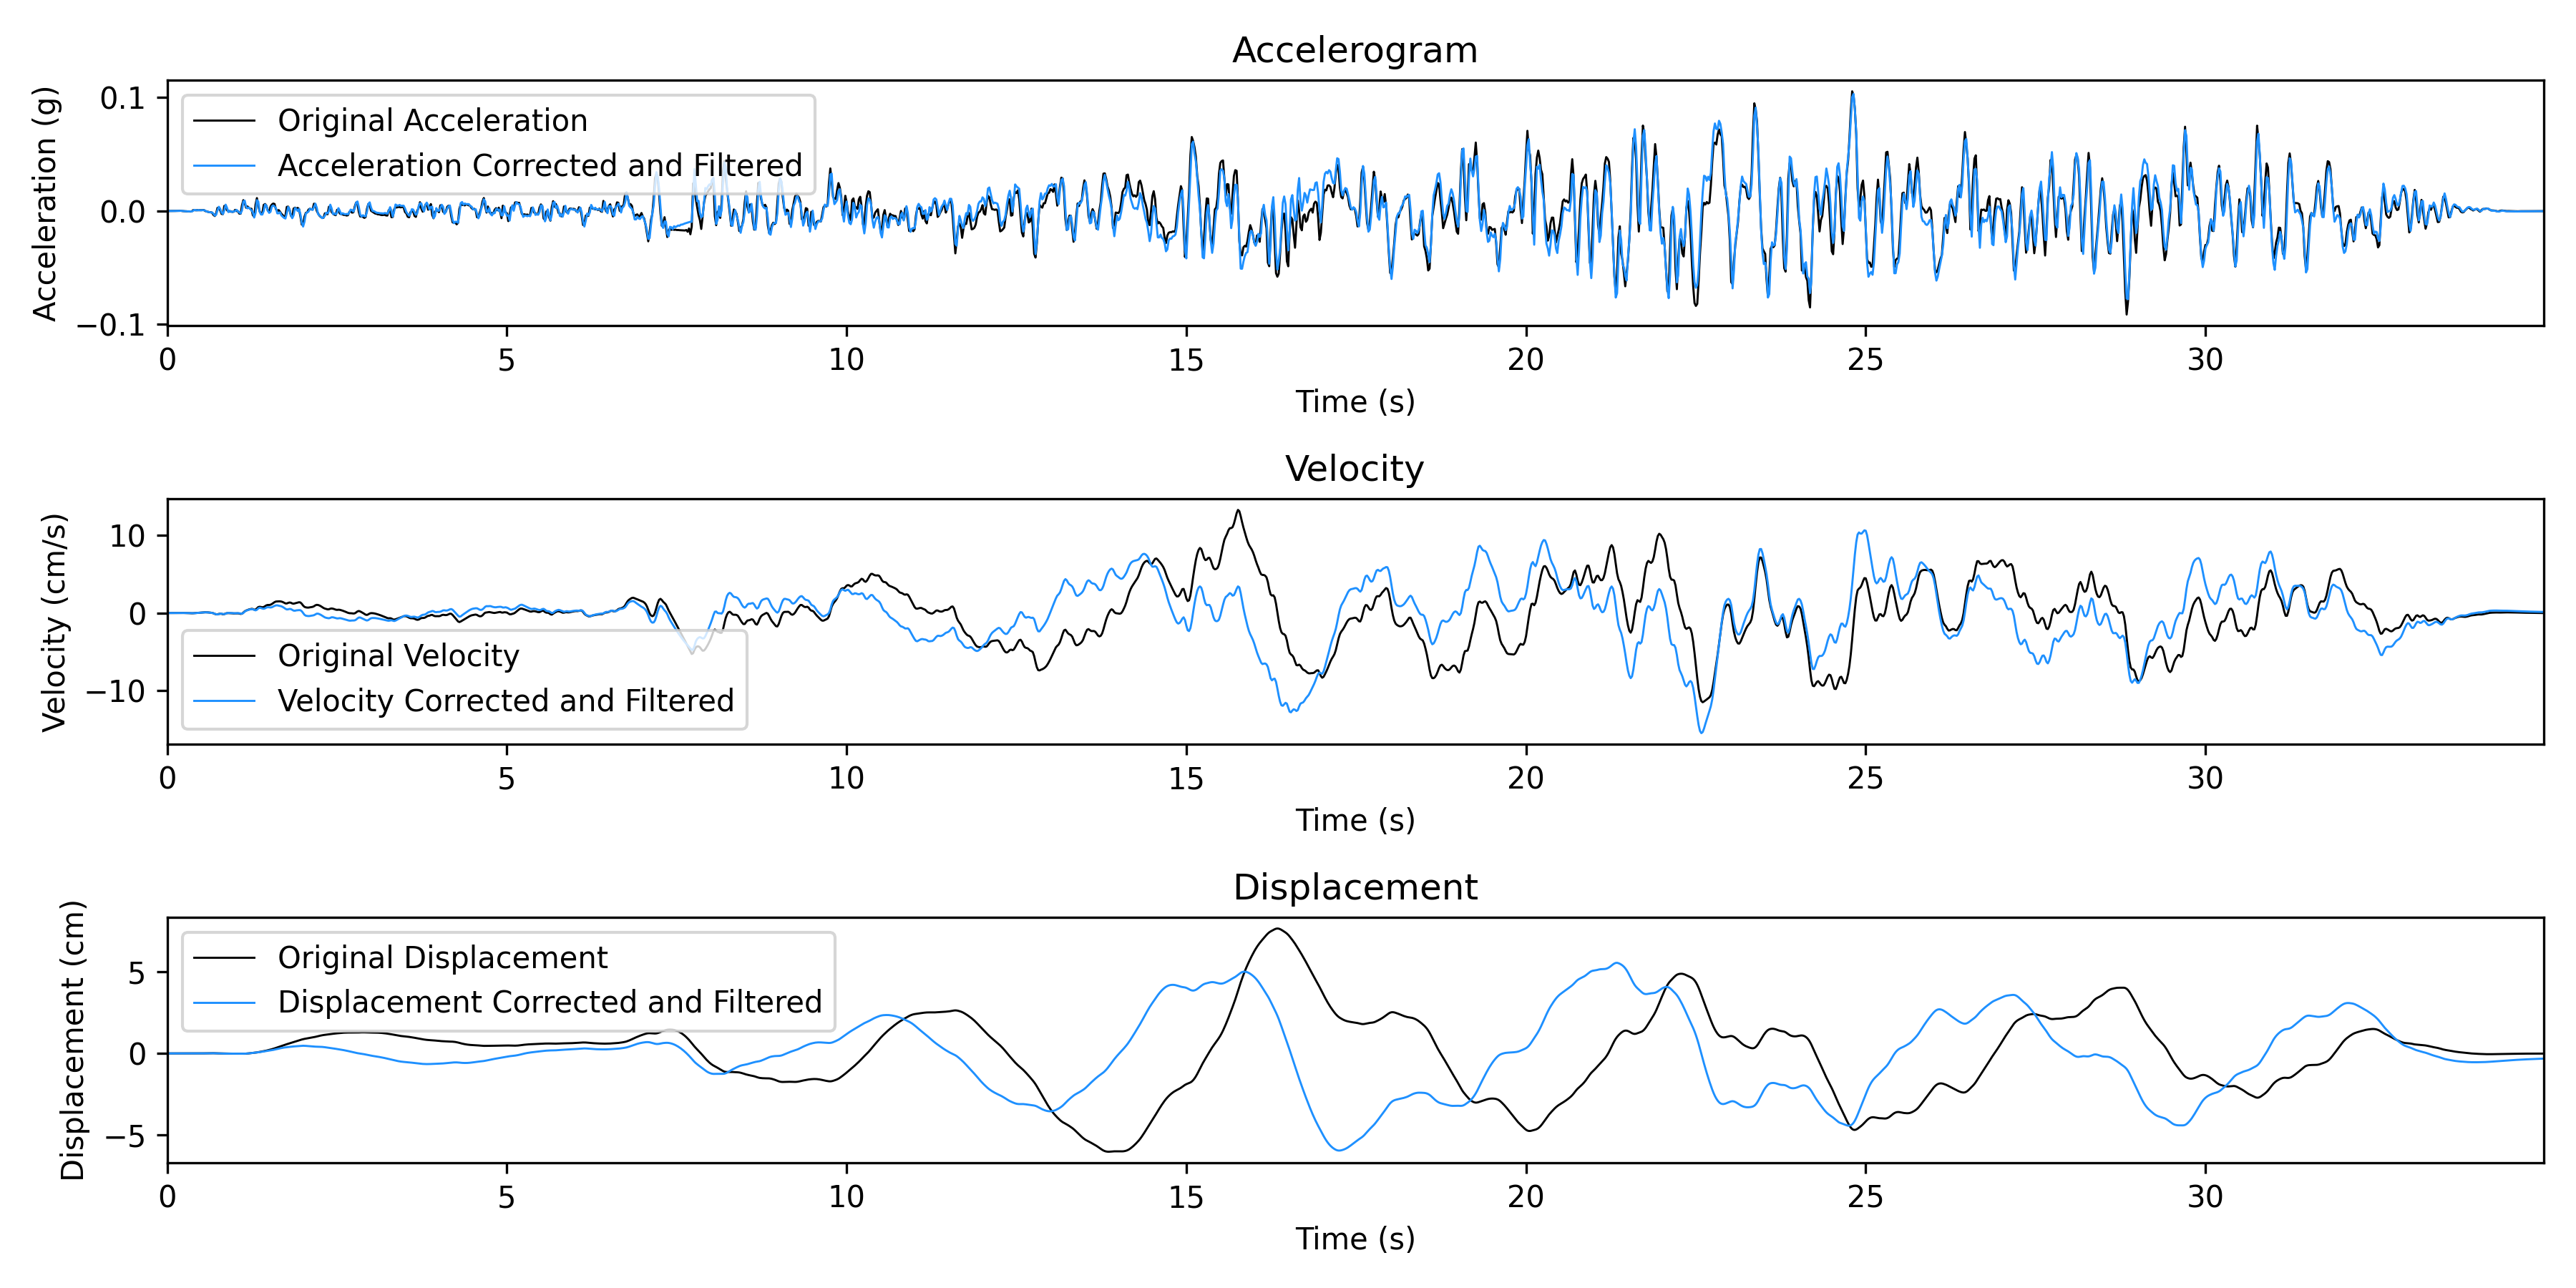 Accelerogram
Acceleration (g)
0.1
0.0
−0.1
Original Acceleration
Acceleration Corrected and Filtered
0 5 10 15 20 25 30
Time (s)
Velocity
Velocity (cm/s)
10
0
−10
Original Velocity
Velocity Corrected and Filtered
0 5 10 15 20 25 30
Time (s)
Displacement
Displacement (cm)
5
0
−5
Original Displacement
Displacement Corrected and Filtered
0 5 10 15 20 25 30
Time (s)